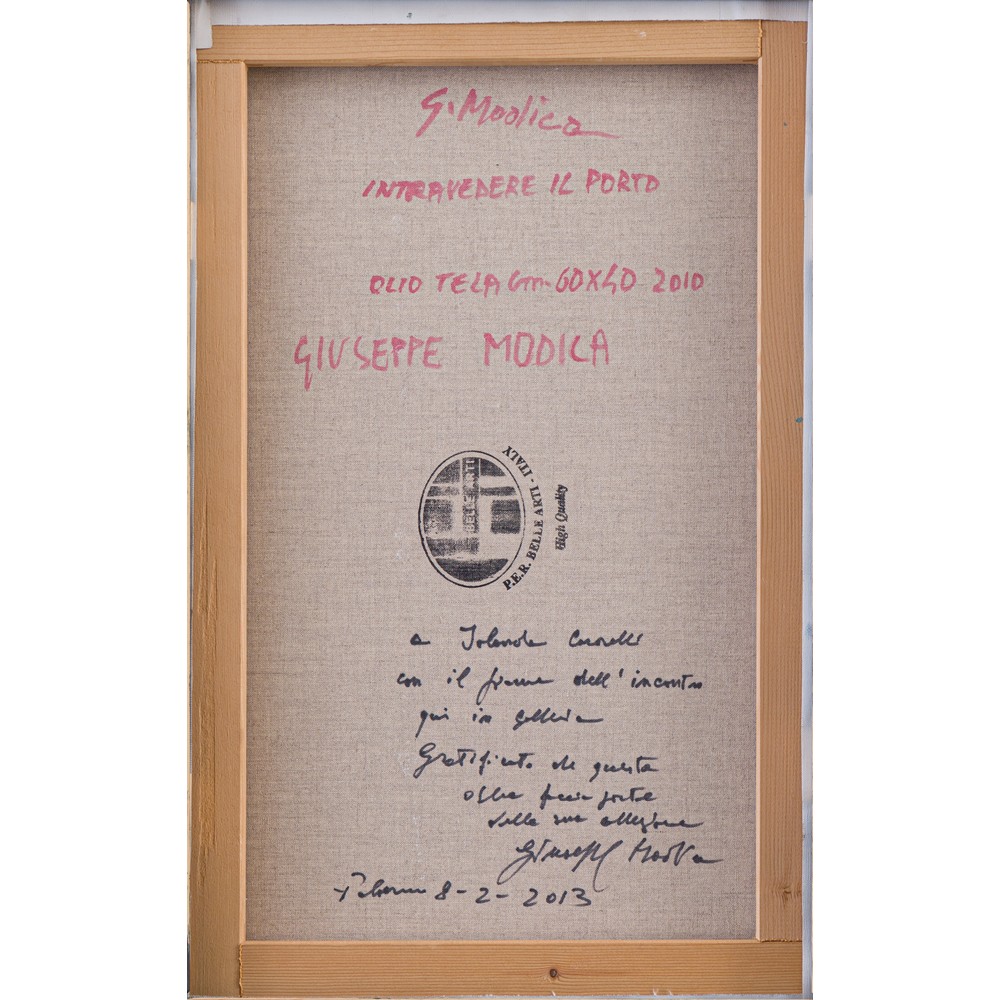 G. Modica
INTRAVEDERE IL PORTO
OLIO TELA Cm. 60X40 2010
GIUSEPPE MODICA
BELLE ARTI
P.E.R. BELLE ARTI - ITALY
High Quality
a Iolanda
con il dell'incontro
qui in galleria
Gratificato che questa
opera faccia parte
della sua collezione
Giuseppe Modica
Palermo 8-2-2013